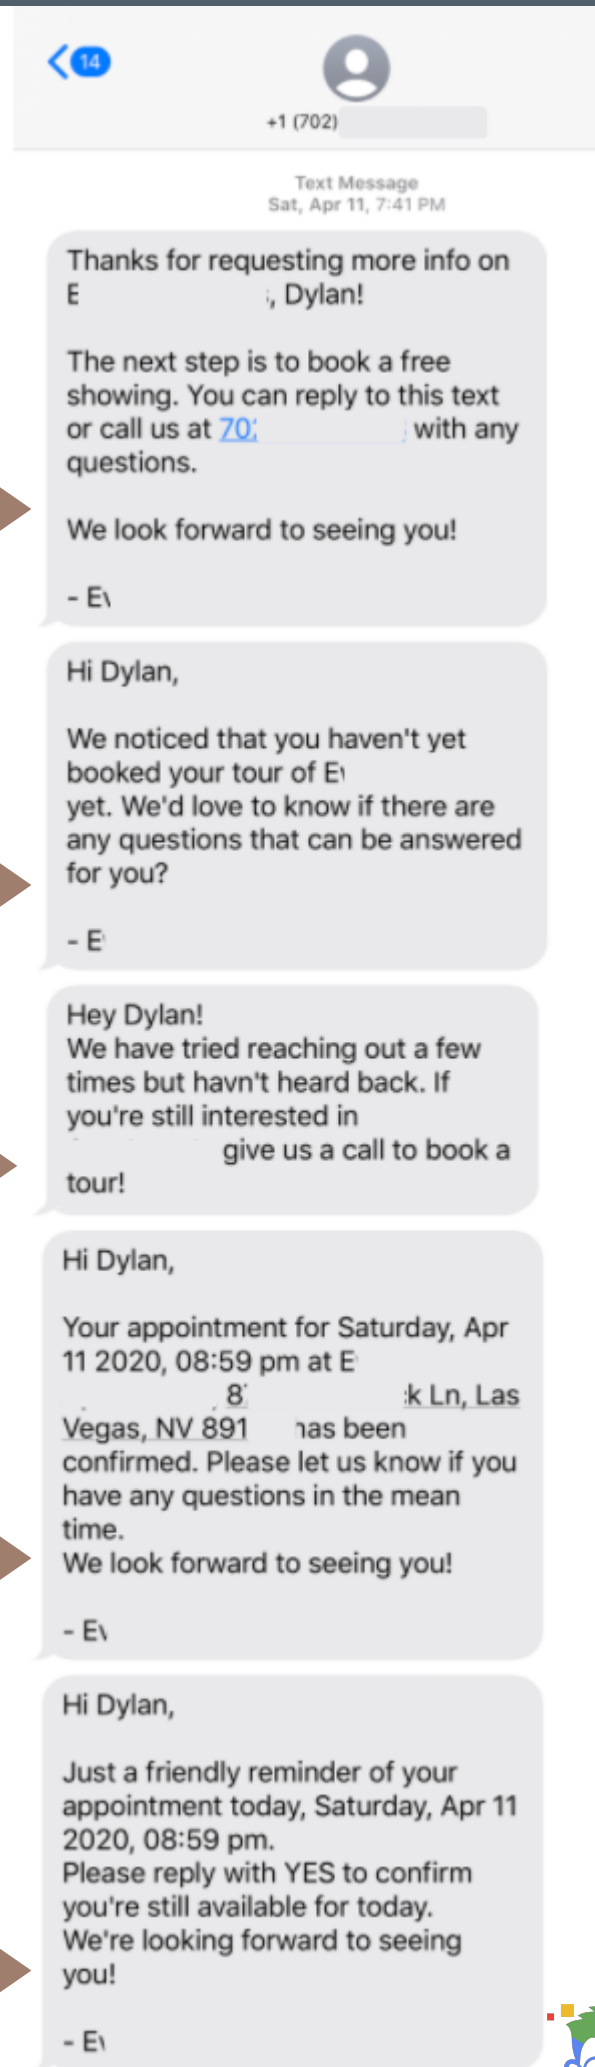 14
+1 (702)
Text Message
Sat, Apr 11, 7:41 PM
Thanks for requesting more info on
E , Dylan!
The next step is to book a free
showing. You can reply to this text
or call us at 702 with any
questions.
We look forward to seeing you!
- Ev
Hi Dylan,
We noticed that you haven't yet
booked your tour of Ev
yet. We'd love to know if there are
any questions that can be answered
for you?
- E
Hey Dylan!
We have tried reaching out a few
times but havn't heard back. If
you're still interested in
give us a call to book a
tour!
Hi Dylan,
Your appointment for Saturday, Apr
11 2020, 08:59 pm at E
8 k Ln, Las
Vegas, NV 891 has been
confirmed. Please let us know if you
have any questions in the mean
time.
We look forward to seeing you!
- Ev
Hi Dylan,
Just a friendly reminder of your
appointment today, Saturday, Apr 11
2020, 08:59 pm.
Please reply with YES to confirm
you're still available for today.
We're looking forward to seeing
you!
- Ev